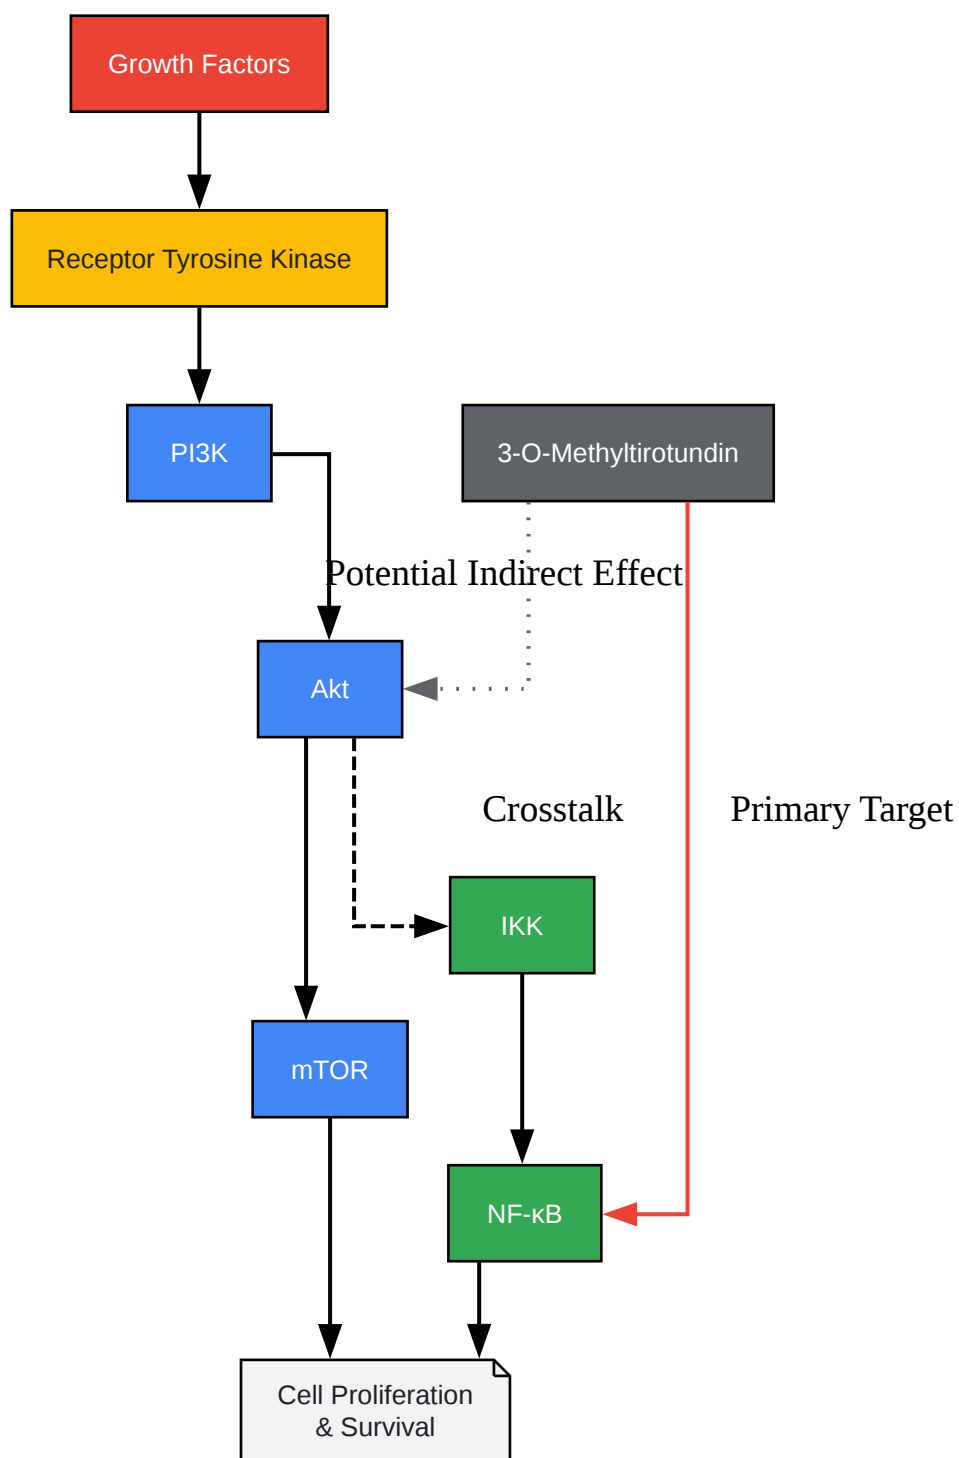 Growth Factors
Receptor Tyrosine Kinase
PI3K
3-O-Methyltirotundin
Potential Indirect Effect
Akt
Crosstalk
Primary Target
IKK
mTOR
NF-κB
Cell Proliferation
& Survival